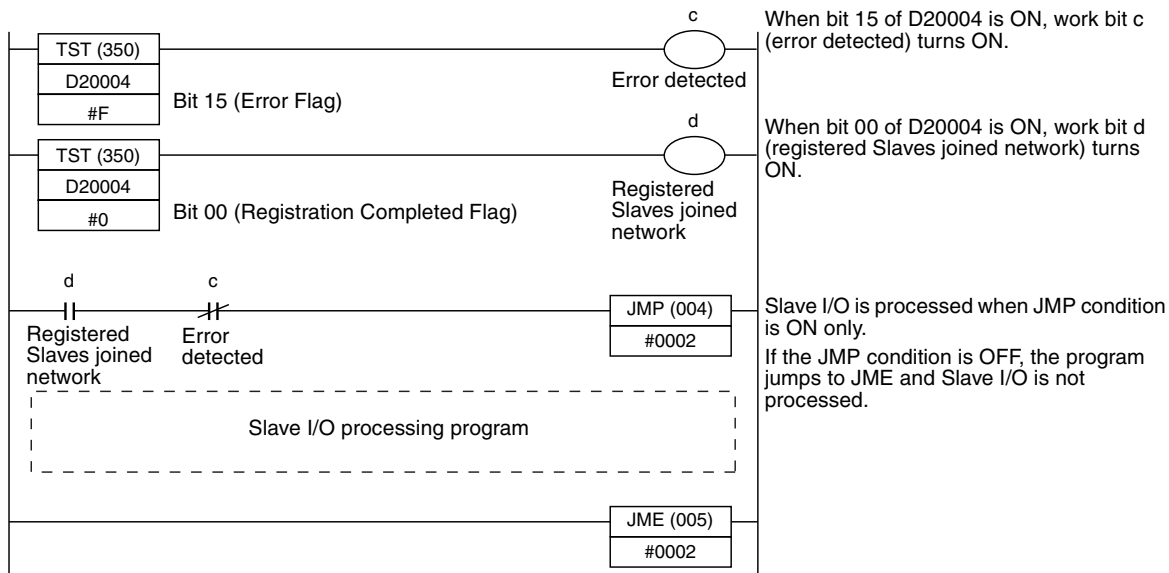 c
TST (350)
D20004
#F
Bit 15 (Error Flag)
Error detected
When bit 15 of D20004 is ON, work bit c
(error detected) turns ON.
d
TST (350)
D20004
#0
Bit 00 (Registration Completed Flag)
Registered
Slaves joined
network
When bit 00 of D20004 is ON, work bit d
(registered Slaves joined network) turns
ON.
d
c
Registered
Slaves joined
network
Error
detected
JMP (004)
#0002
Slave I/O is processed when JMP condition
is ON only.
If the JMP condition is OFF, the program
jumps to JME and Slave I/O is not
processed.
Slave I/O processing program
JME (005)
#0002